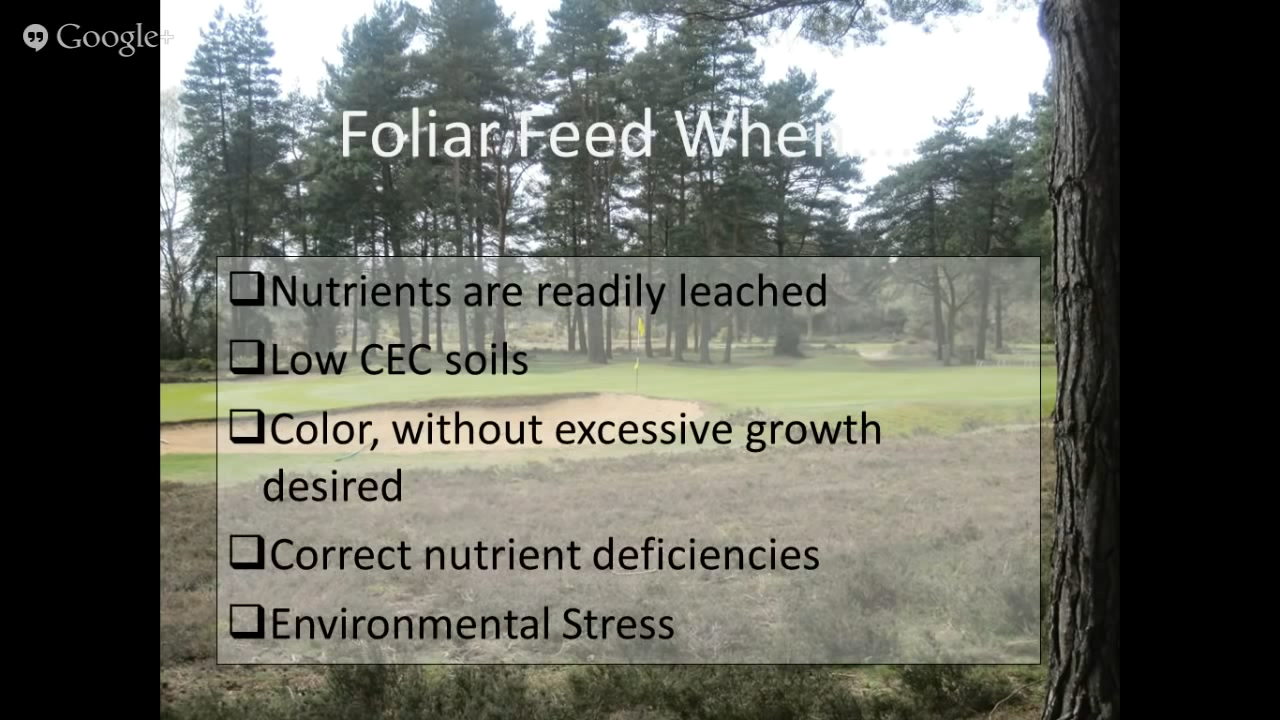 Google+
Foliar Feed When....
❑Nutrients are readily leached
❑Low CEC soils
❑Color, without excessive growth
desired
❑Correct nutrient deficiencies
❑Environmental Stress